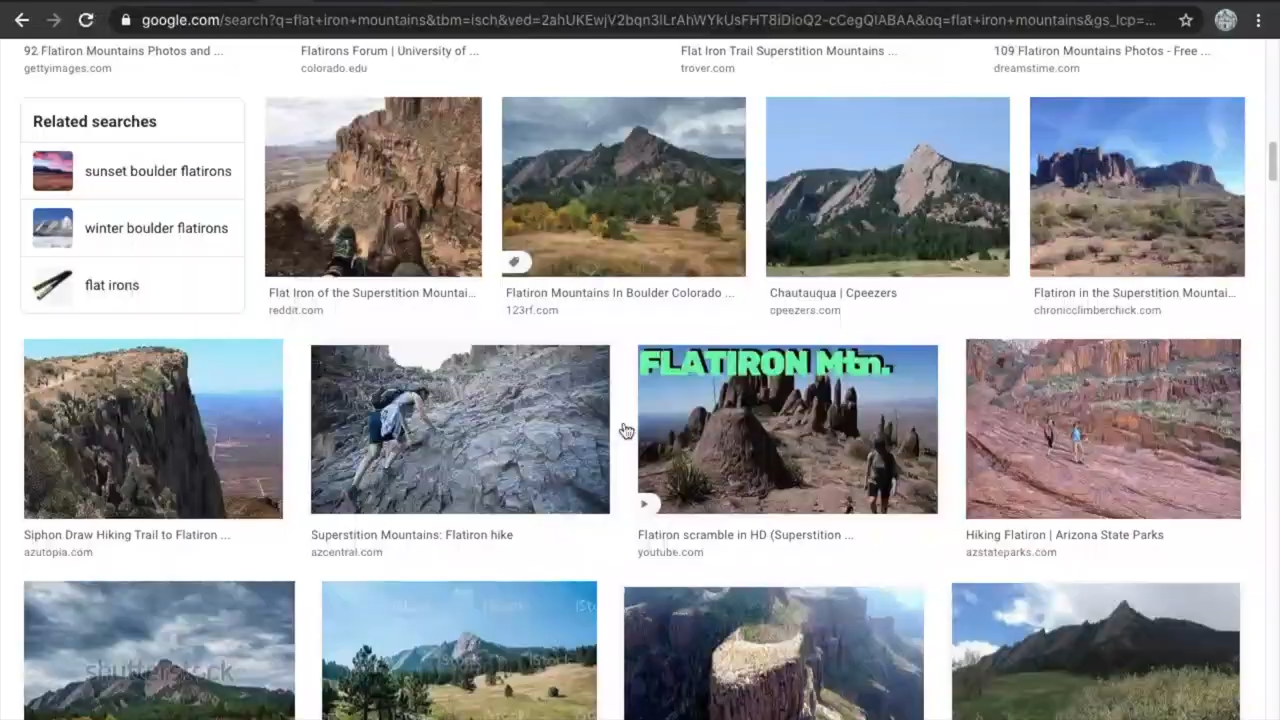 google.com/search?q=flat+iron+mountains&tbm=isch&ved=2ahUKEwjV2bqn3lLrAhWYkUsFHT8iDioQ2-cCegQIABAA&oq=flat+iron+mountains&gs_lcp=...
92 Flatiron Mountains Photos and ...
gettyimages.com
Flatirons Forum | University of ...
colorado.edu
Flat Iron Trail Superstition Mountains ...
trover.com
109 Flatiron Mountains Photos - Free ...
dreamstime.com
Related searches
sunset boulder flatirons
winter boulder flatirons
flat irons
Flat Iron of the Superstition Mountai...
reddit.com
Flatiron Mountains In Boulder Colorado ...
123rf.com
Chautauqua | Cpeezers
cpeezers.com
Flatiron in the Superstition Mountai...
chronicclimberchick.com
FLATIRON Mtn.
Siphon Draw Hiking Trail to Flatiron ...
azutopia.com
Superstition Mountains: Flatiron hike
azcentral.com
Flatiron scramble in HD (Superstition ...
youtube.com
Hiking Flatiron | Arizona State Parks
azstateparks.com
shutterstock